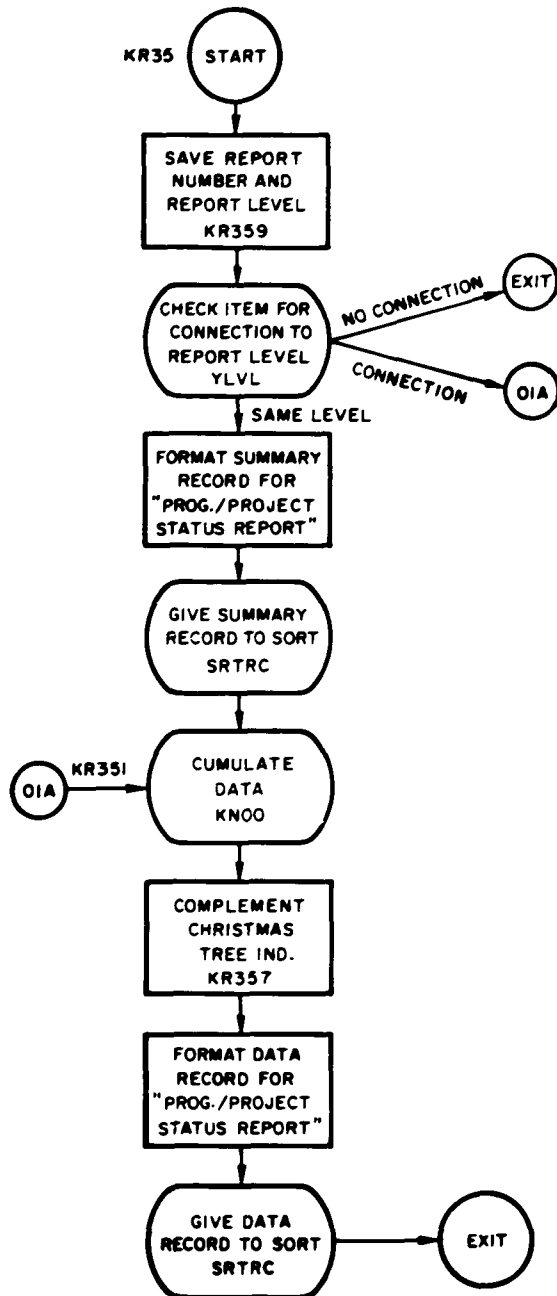 KR35
START
SAVE REPORT
NUMBER AND
REPORT LEVEL
KR359
CHECK ITEM FOR
CONNECTION TO
REPORT LEVEL
YLVL
NO CONNECTION
EXIT
CONNECTION
01A
SAME LEVEL
FORMAT SUMMARY
RECORD FOR
"PROG./PROJECT
STATUS REPORT"
GIVE SUMMARY
RECORD TO SORT
SRTRC
01A
KR351
CUMULATE
DATA
KN00
COMPLEMENT
CHRISTMAS
TREE IND.
KR357
FORMAT DATA
RECORD FOR
"PROG./PROJECT
STATUS REPORT"
GIVE DATA
RECORD TO SORT
SRTRC
EXIT